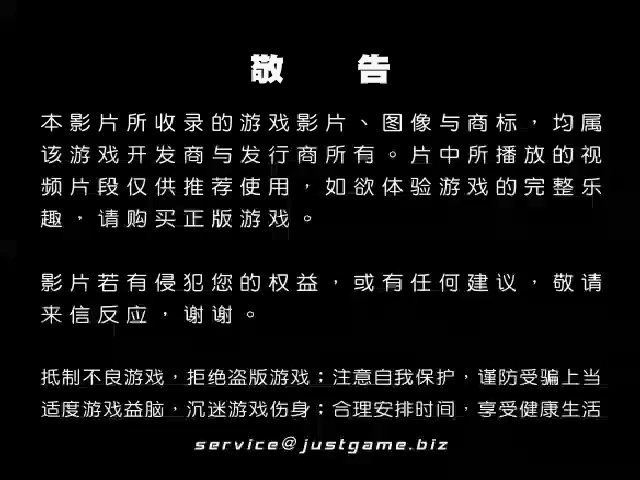 敬 告
本影片所收录的游戏影片、图像与商标，均属
该游戏开发商与发行商所有。片中所播放的视
频片段仅供推荐使用，如欲体验游戏的完整乐
趣，请购买正版游戏。
影片若有侵犯您的权益，或有任何建议，敬请
来信反应，谢谢。
抵制不良游戏，拒绝盗版游戏；注意自我保护，谨防受骗上当
适度游戏益脑，沉迷游戏伤身；合理安排时间，享受健康生活
service@justgame.biz